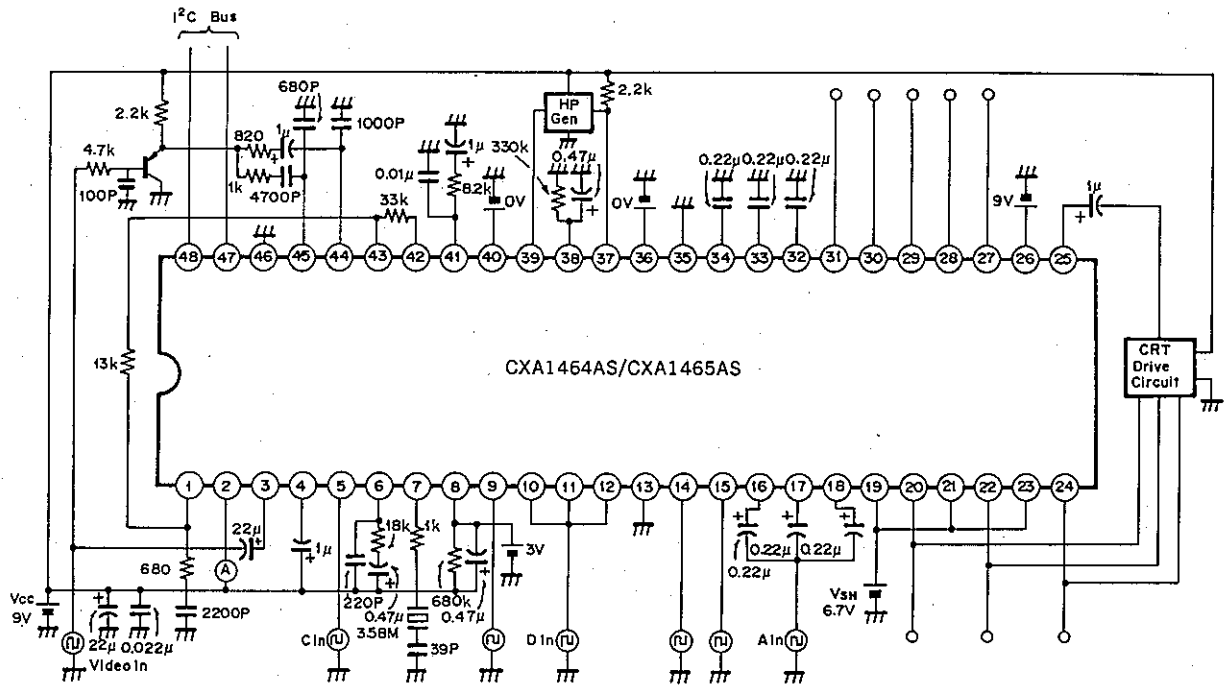 I²C Bus
2.2k
4.7k
100P
820
1μ
+
1k
4700P
680P
1000P
0.01μ
1μ
+
82k
33k
0V
HP
Gen
330k
0.47μ
+
2.2k
0V
0.22μ
0.22μ
0.22μ
9V
1μ
+
48
47
46
45
44
43
42
41
40
39
38
37
36
35
34
33
32
31
30
29
28
27
26
25
13k
CXA1464AS/CXA1465AS
CRT
Drive
Circuit
1
2
3
4
5
6
7
8
9
10
11
12
13
14
15
16
17
18
19
20
21
22
23
24
680
A
22μ
+
1μ
+
18k
+
1k
+
3V
+
+
+
0.22μ
0.22μ
0.22μ
Vcc
9V
+
22μ
0.022μ
2200P
Video in
C in
220P
0.47μ
3.58M
39P
680k
0.47μ
D in
A in
VSH
6.7V